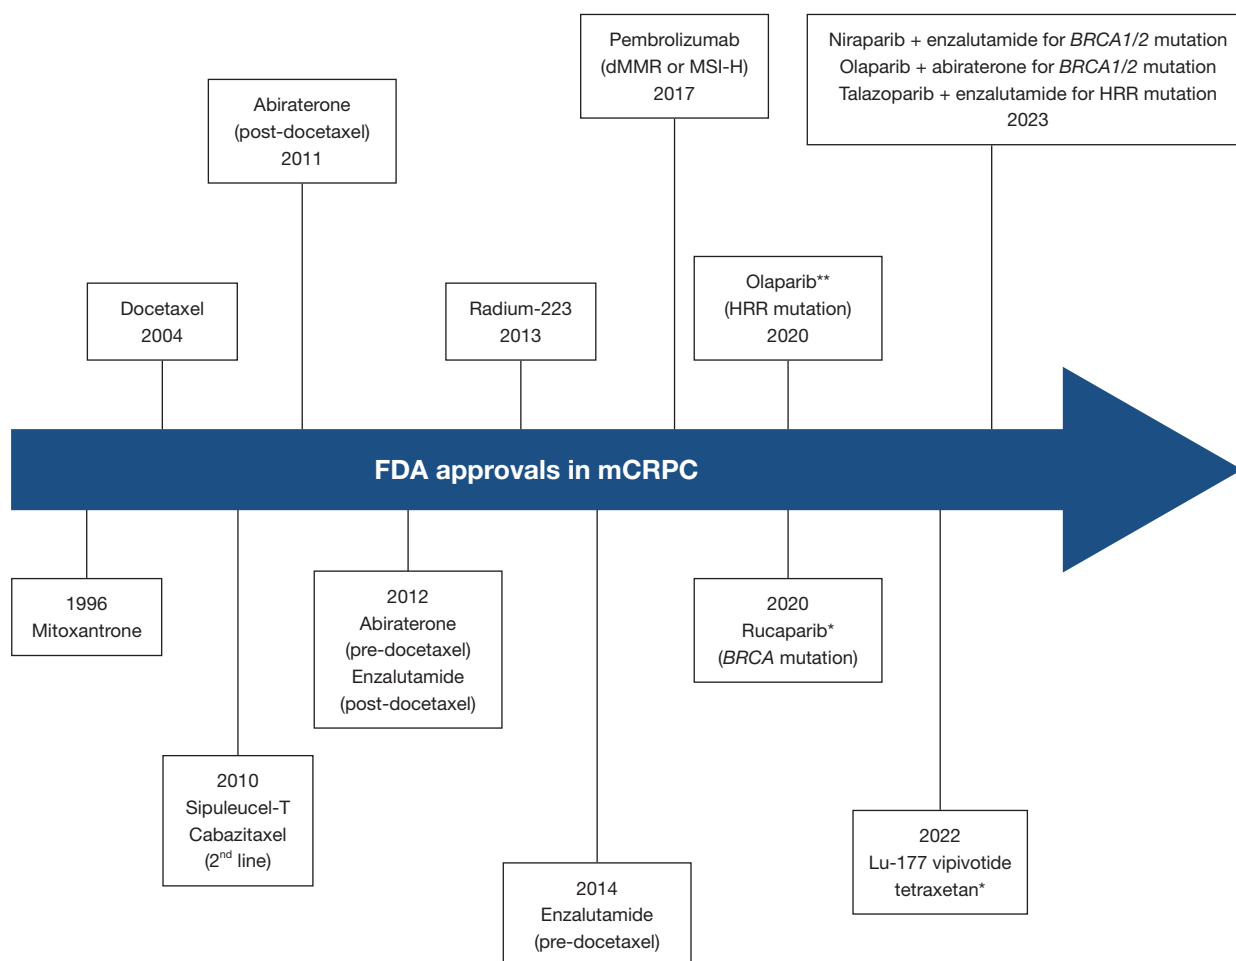 Pembrolizumab
(dMMR or MSI-H)
2017
Niraparib + enzalutamide for BRCA1/2 mutation
Olaparib + abiraterone for BRCA1/2 mutation
Talazoparib + enzalutamide for HRR mutation
2023
Abiraterone
(post-docetaxel)
2011
Docetaxel
2004
Radium-223
2013
Olaparib**
(HRR mutation)
2020
FDA approvals in mCRPC
1996
Mitoxantrone
2012
Abiraterone
(pre-docetaxel)
Enzalutamide
(post-docetaxel)
2020
Rucaparib*
(BRCA mutation)
2010
Sipuleucel-T
Cabazitaxel
(2nd line)
2014
Enzalutamide
(pre-docetaxel)
2022
Lu-177 vipivotide
tetraxetan*